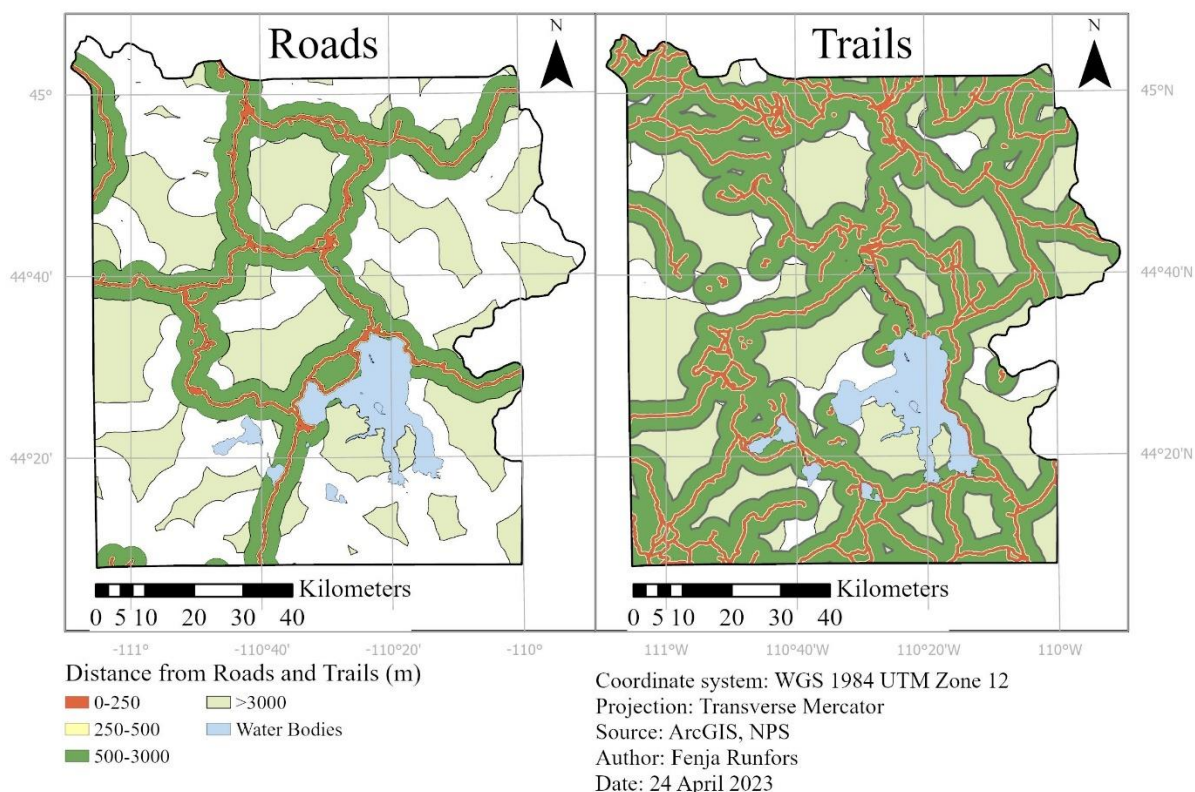 Roads
N
Trails
N
45°
44°40'
44°20'
45°N
44°40'N
44°20'N
Kilometers
0 5 10 20 30 40
Kilometers
0 5 10 20 30 40
-111° -110°40' -110°20' -110°
111°W 110°40'W 110°20'W 110°W
Distance from Roads and Trails (m)
0-250
250-500
500-3000
>3000
Water Bodies
Coordinate system: WGS 1984 UTM Zone 12
Projection: Transverse Mercator
Source: ArcGIS, NPS
Author: Fenja Runfors
Date: 24 April 2023